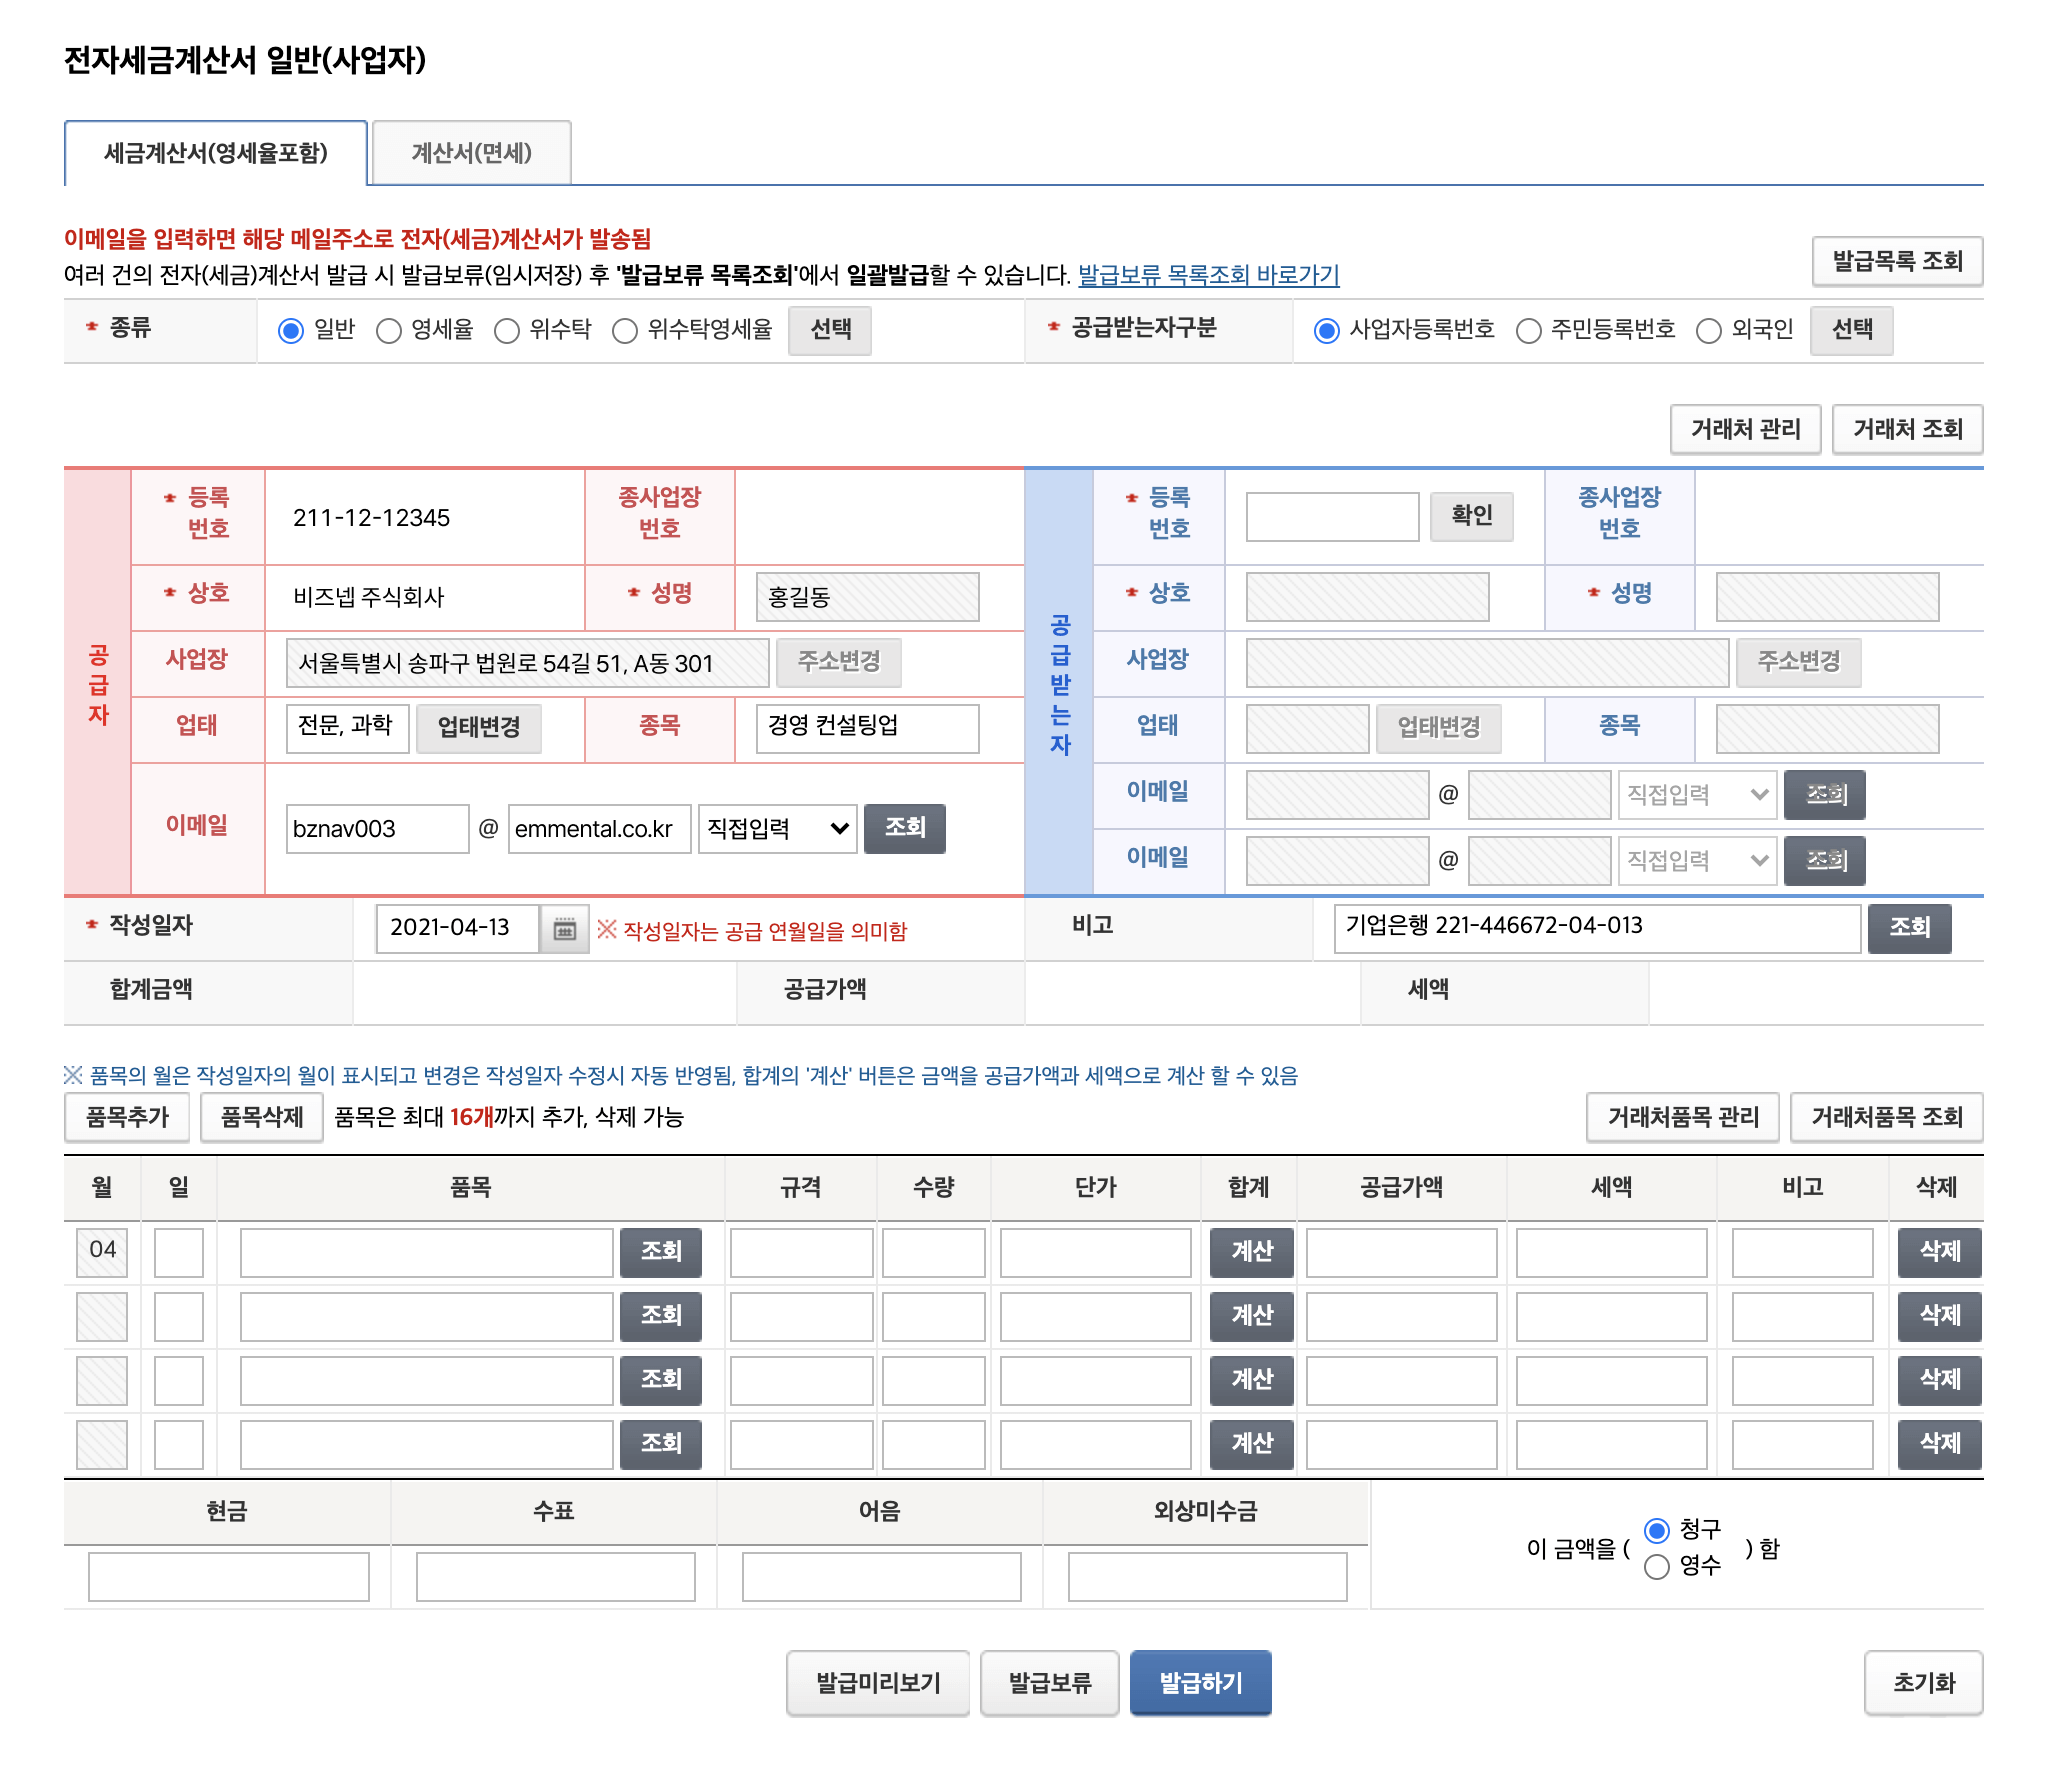 전자세금계산서 일반(사업자)
세금계산서(영세율포함) 계산서(면세)
이메일을 입력하면 해당 메일주소로 전자(세금)계산서가 발송됨
여러 건의 전자(세금)계산서 발급 시 발급보류(임시저장) 후 '발급보류 목록조회'에서 일괄발급할 수 있습니다. 발급보류 목록조회 바로가기
발급목록 조회
종류 일반 영세율 위수탁 위수탁영세율 선택 공급받는자구분 사업자등록번호 주민등록번호 외국인 선택
거래처 관리 거래처 조회
공급자
등록번호 211-12-12345 종사업장번호
상호 비즈넵 주식회사 성명 홍길동
사업장 서울특별시 송파구 법원로 54길 51, A동 301 주소변경
업태 전문, 과학 업태변경 종목 경영 컨설팅업
이메일 bznav003 @ emmental.co.kr 직접입력 조회
공급받는자
등록번호 확인 종사업장번호
상호 성명
사업장 주소변경
업태 업태변경 종목
이메일 @ 직접입력 조회
이메일 @ 직접입력 조회
작성일자 2021-04-13 ※ 작성일자는 공급 연월일을 의미함 비고 기업은행 221-446672-04-013 조회
합계금액 공급가액 세액
※ 품목의 월은 작성일자의 월이 표시되고 변경은 작성일자 수정시 자동 반영됨, 합계의 '계산' 버튼은 금액을 공급가액과 세액으로 계산 할 수 있음
품목추가 품목삭제 품목은 최대 16개까지 추가, 삭제 가능 거래처품목 관리 거래처품목 조회
월 일 품목 규격 수량 단가 합계 공급가액 세액 비고 삭제
04 조회 계산 삭제
조회 계산 삭제
조회 계산 삭제
조회 계산 삭제
현금 수표 어음 외상미수금
이 금액을 ( 청구 영수 ) 함
발급미리보기 발급보류 발급하기 초기화